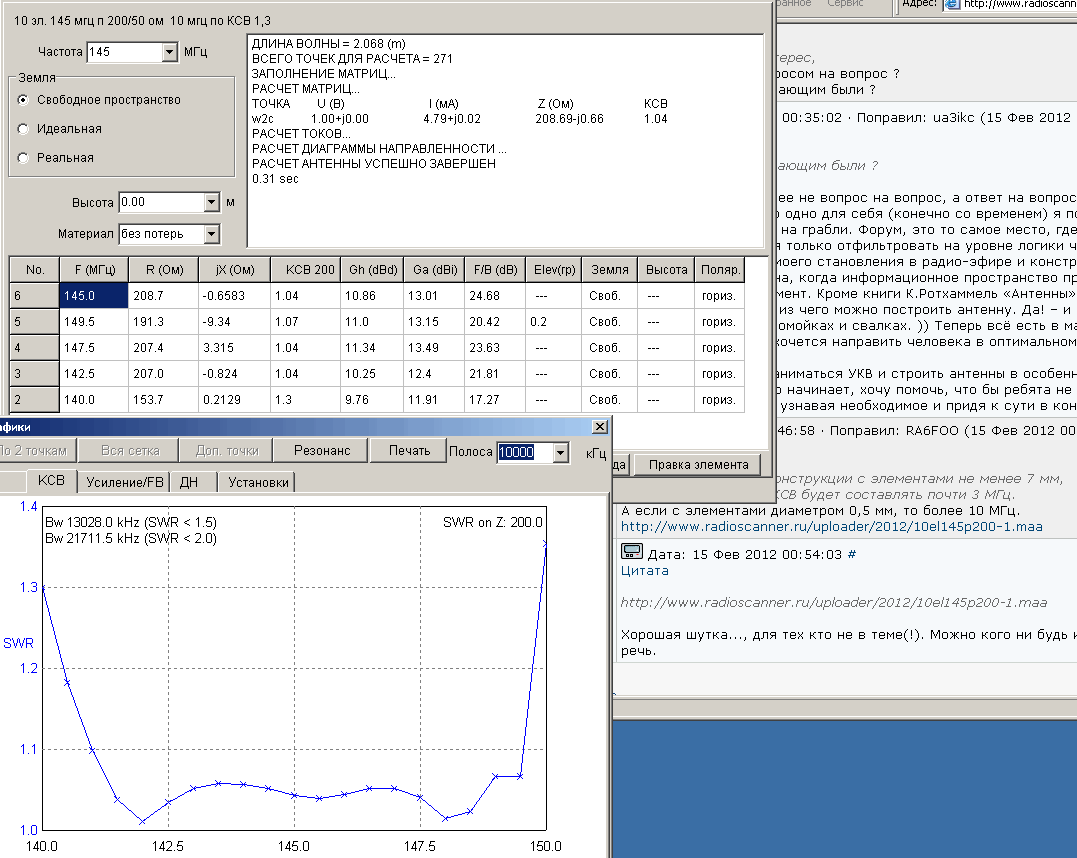 10 эл. 145 мгц п 200/50 ом 10 мгц по КСВ 1,3
Частота 145 МГц
Земля
Свободное пространство
Идеальная
Реальная
Высота 0.00 м
Материал без потерь
ДЛИНА ВОЛНЫ = 2.068 (m)
ВСЕГО ТОЧЕК ДЛЯ РАСЧЕТА = 271
ЗАПОЛНЕНИЕ МАТРИЦ...
РАСЧЕТ МАТРИЦ...
ТОЧКА U (В) I (мА) Z (Ом) КСВ
w2c 1.00+j0.00 4.79+j0.02 208.69-j0.66 1.04
РАСЧЕТ ТОКОВ...
РАСЧЕТ ДИАГРАММЫ НАПРАВЛЕННОСТИ ...
РАСЧЕТ АНТЕННЫ УСПЕШНО ЗАВЕРШЕН
0.31 sec
No. F (МГц) R (Ом) jX (Ом) КСВ 200 Gh (dBd) Ga (dBi) F/B (dB) Elev(гр) Земля Высота Поляр.
6 145.0 208.7 -0.6583 1.04 10.86 13.01 24.68 --- Своб. --- гориз.
5 149.5 191.3 -9.34 1.07 11.0 13.15 20.42 0.2 Своб. --- гориз.
4 147.5 207.4 3.315 1.04 11.34 13.49 23.63 --- Своб. --- гориз.
3 142.5 207.0 -0.824 1.04 10.25 12.4 21.81 --- Своб. --- гориз.
2 140.0 153.7 0.2129 1.3 9.76 11.91 17.27 --- Своб. --- гориз.
да Правка элемента
афики
По 2 точкам Вся сетка Доп. точки Резонанс Печать Полоса 10000 кГц
КСВ Усиление/FB ДН Установки
Bw 13028.0 kHz (SWR < 1.5) SWR on Z: 200.0
Bw 21711.5 kHz (SWR < 2.0)
1.4
1.3
SWR
1.2
1.1
1.0
140.0 142.5 145.0 147.5 150.0
ранное Сервис Адрес: http://www.radioscann
ерес,
росом на вопрос ?
ающим были ?
00:35:02 · Поправил: ua3ikc (15 Фев 2012
ающим были ?
ее не вопрос на вопрос, а ответ на вопрос
о одно для себя (конечно со временем) я по
на грабли. Форум, это то самое место, где
я только отфильтровать на уровне логики ч
моего становления в радио-эфире и констр
на, когда информационное пространство пр
мент. Кроме книги К.Ротхаммель «Антенны»
из чего можно построить антенну. Да! – и
омойках и свалках. )) Теперь всё есть в ма
хочется направить человека в оптимальном
аниматься УКВ и строить антенны в особенн
о начинает, хочу помочь, что бы ребята не
узнавая необходимое и придя к сути в кон
46:58 · Поправил: RA6FOO (15 Фев 2012 00
онструкции с элементами не менее 7 мм,
КСВ будет составлять почти 3 МГц.
А если с элементами диаметром 0,5 мм, то более 10 МГц.
http://www.radioscanner.ru/uploader/2012/10el145p200-1.maa
Дата: 15 Фев 2012 00:54:03 #
Цитата
http://www.radioscanner.ru/uploader/2012/10el145p200-1.maa
Хорошая шутка..., для тех кто не в теме(!). Можно кого ни будь и
речь.